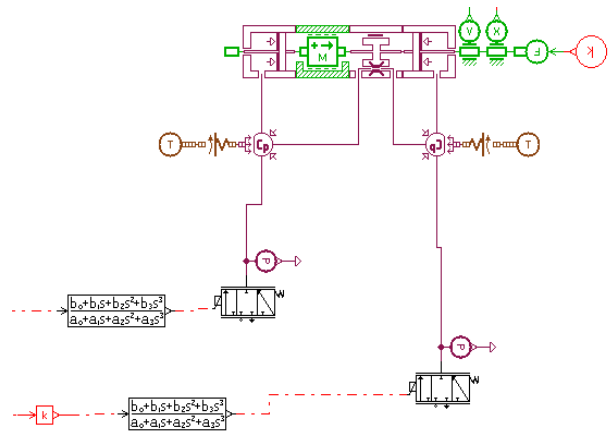 V X
M F K
T Cp Cp T
P
b₀+b₁s+b₂s²+b₃s³
a₀+a₁s+a₂s²+a₃s³
P
k
b₀+b₁s+b₂s²+b₃s³
a₀+a₁s+a₂s²+a₃s³